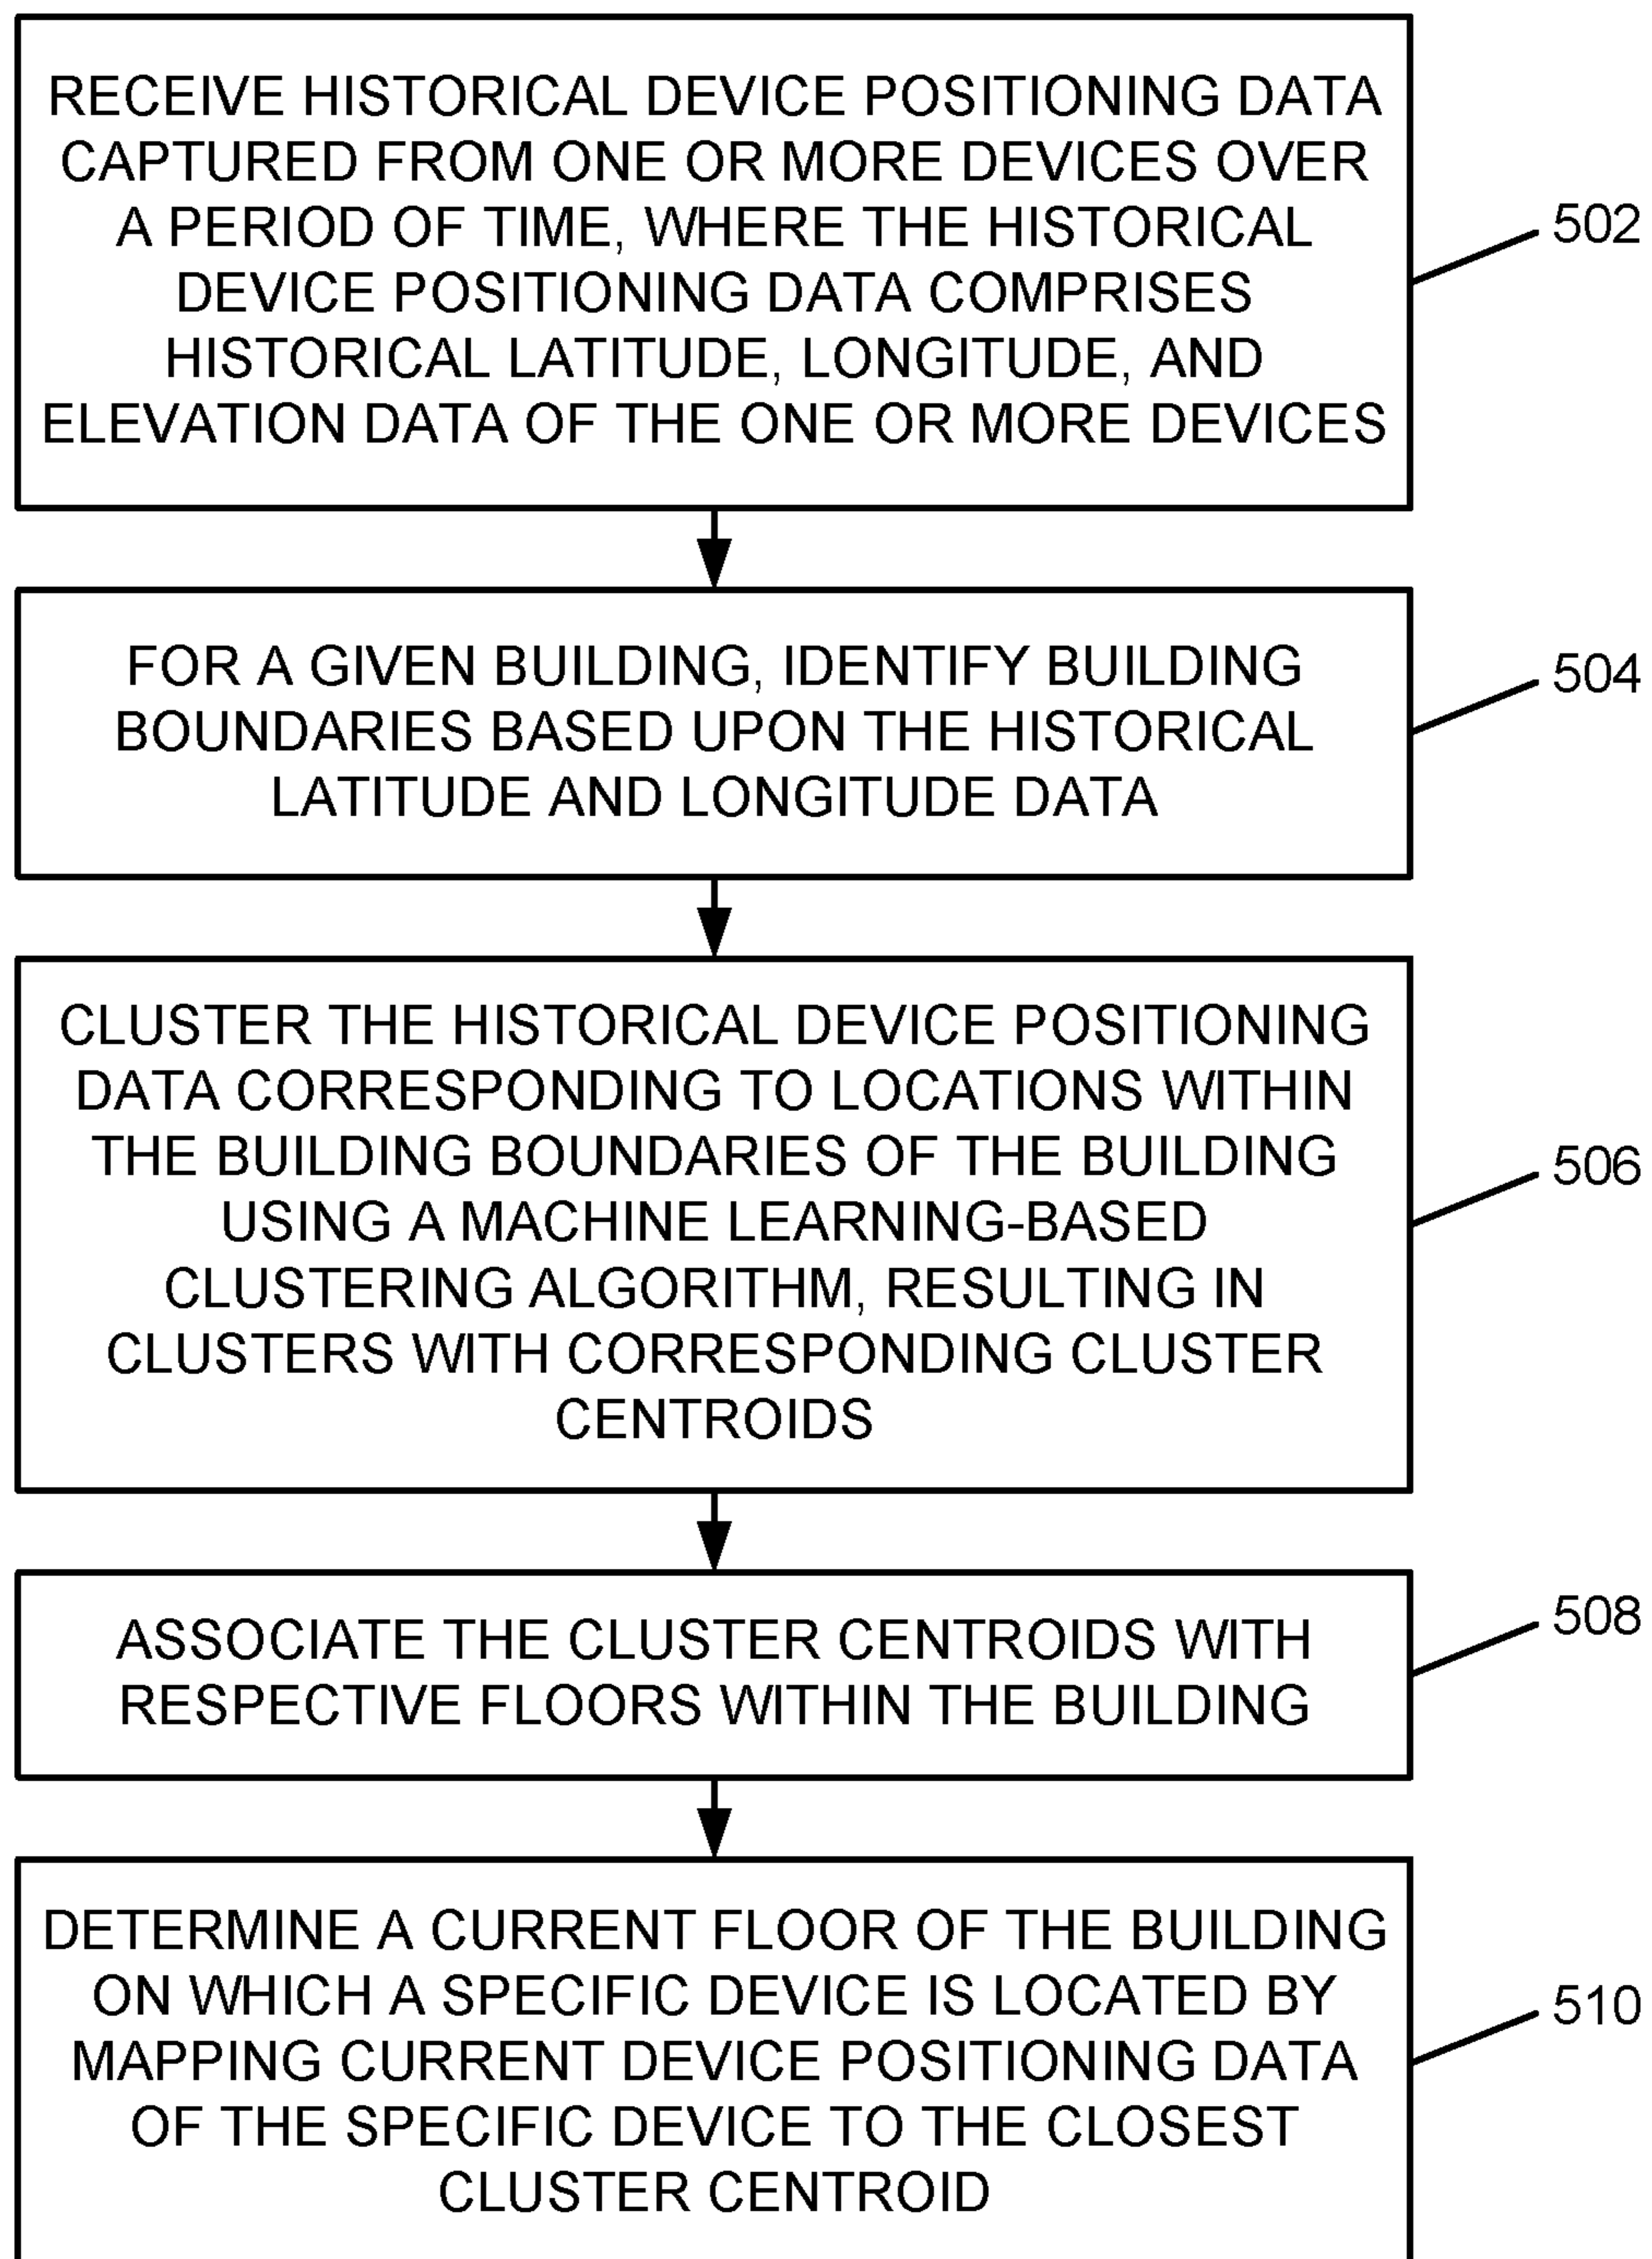 RECEIVE HISTORICAL DEVICE POSITIONING DATA
CAPTURED FROM ONE OR MORE DEVICES OVER
A PERIOD OF TIME, WHERE THE HISTORICAL
DEVICE POSITIONING DATA COMPRISES
HISTORICAL LATITUDE, LONGITUDE, AND
ELEVATION DATA OF THE ONE OR MORE DEVICES
502
FOR A GIVEN BUILDING, IDENTIFY BUILDING
BOUNDARIES BASED UPON THE HISTORICAL
LATITUDE AND LONGITUDE DATA
504
CLUSTER THE HISTORICAL DEVICE POSITIONING
DATA CORRESPONDING TO LOCATIONS WITHIN
THE BUILDING BOUNDARIES OF THE BUILDING
USING A MACHINE LEARNING-BASED
CLUSTERING ALGORITHM, RESULTING IN
CLUSTERS WITH CORRESPONDING CLUSTER
CENTROIDS
506
ASSOCIATE THE CLUSTER CENTROIDS WITH
RESPECTIVE FLOORS WITHIN THE BUILDING
508
DETERMINE A CURRENT FLOOR OF THE BUILDING
ON WHICH A SPECIFIC DEVICE IS LOCATED BY
MAPPING CURRENT DEVICE POSITIONING DATA
OF THE SPECIFIC DEVICE TO THE CLOSEST
CLUSTER CENTROID
510